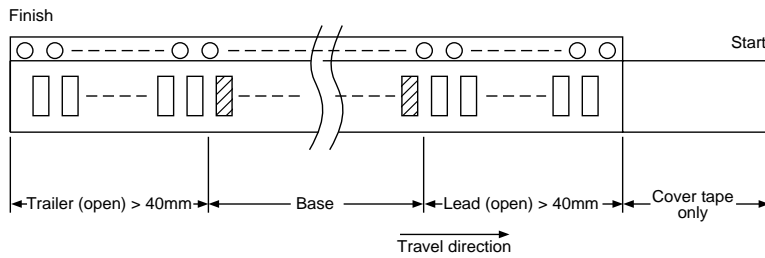 Finish
Start
Trailer (open) > 40mm
Base
Lead (open) > 40mm
Cover tape
only
Travel direction